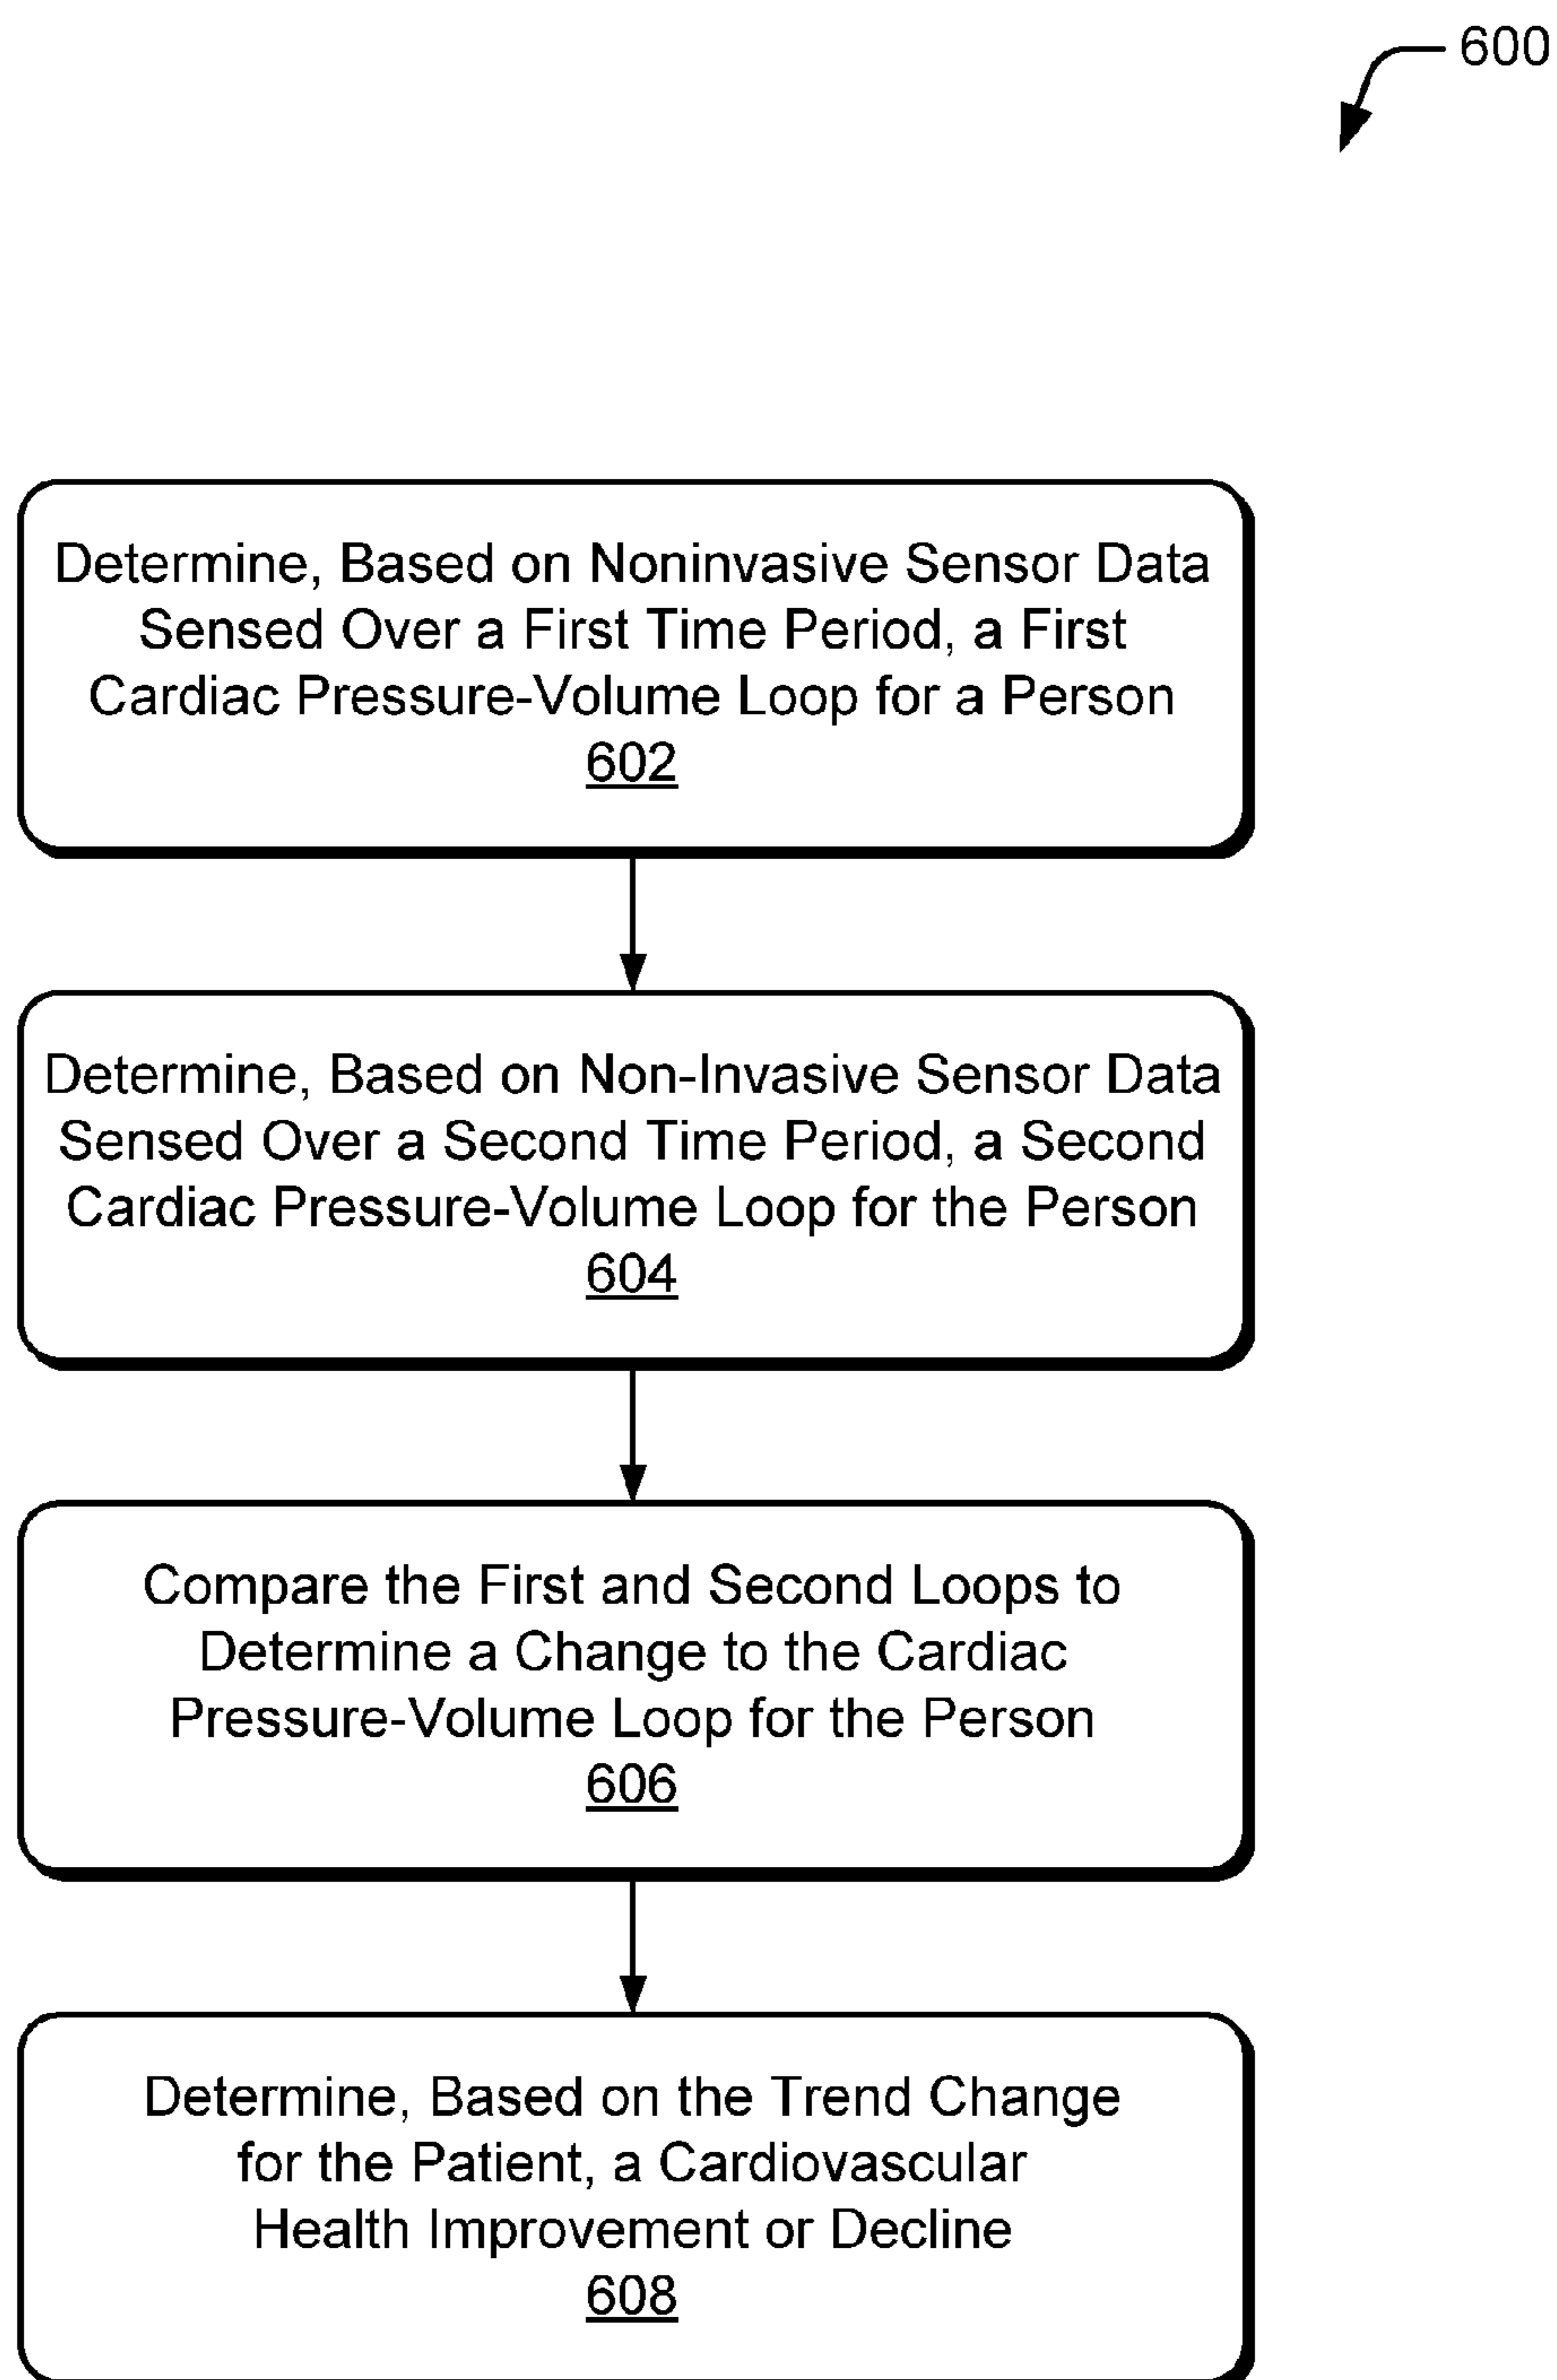 600
Determine, Based on Noninvasive Sensor Data
Sensed Over a First Time Period, a First
Cardiac Pressure-Volume Loop for a Person
602
Determine, Based on Non-Invasive Sensor Data
Sensed Over a Second Time Period, a Second
Cardiac Pressure-Volume Loop for the Person
604
Compare the First and Second Loops to
Determine a Change to the Cardiac
Pressure-Volume Loop for the Person
606
Determine, Based on the Trend Change
for the Patient, a Cardiovascular
Health Improvement or Decline
608